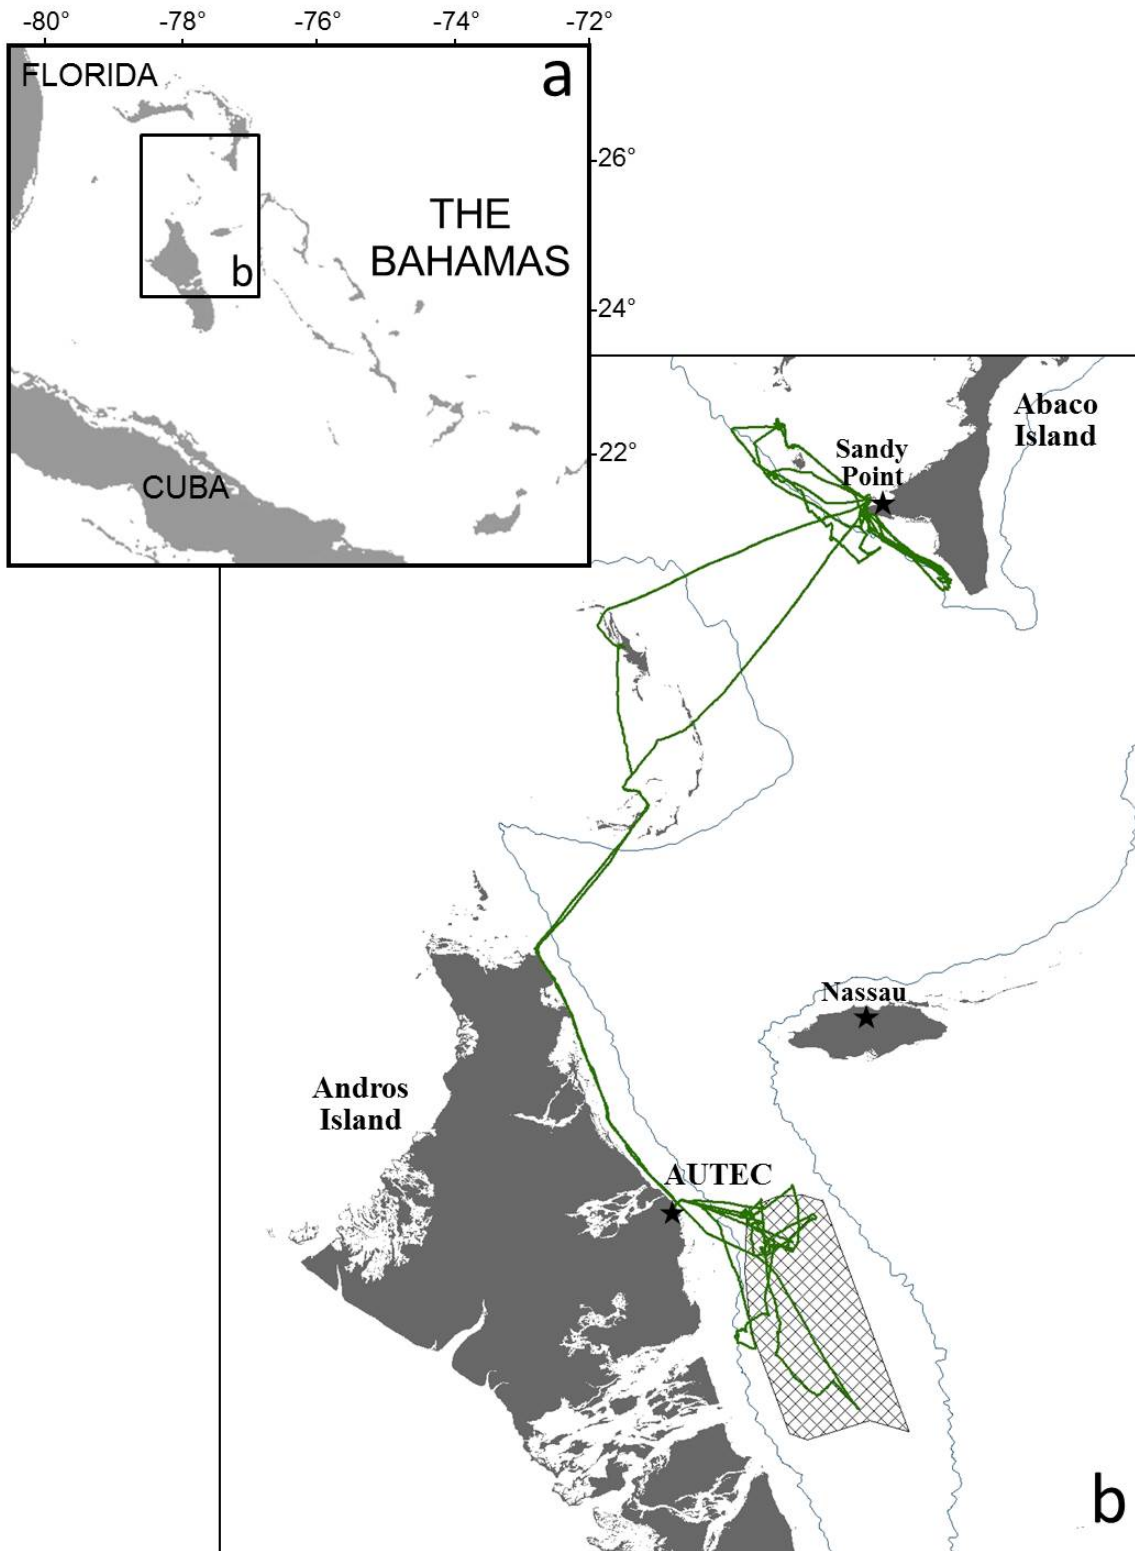 -80° -78° -76° -74° -72°
FLORIDA
a
-26°
THE
BAHAMAS
b
-24°
-22°
CUBA
Abaco
Island
Sandy
Point
Nassau
Andros
Island
AUTEC
b